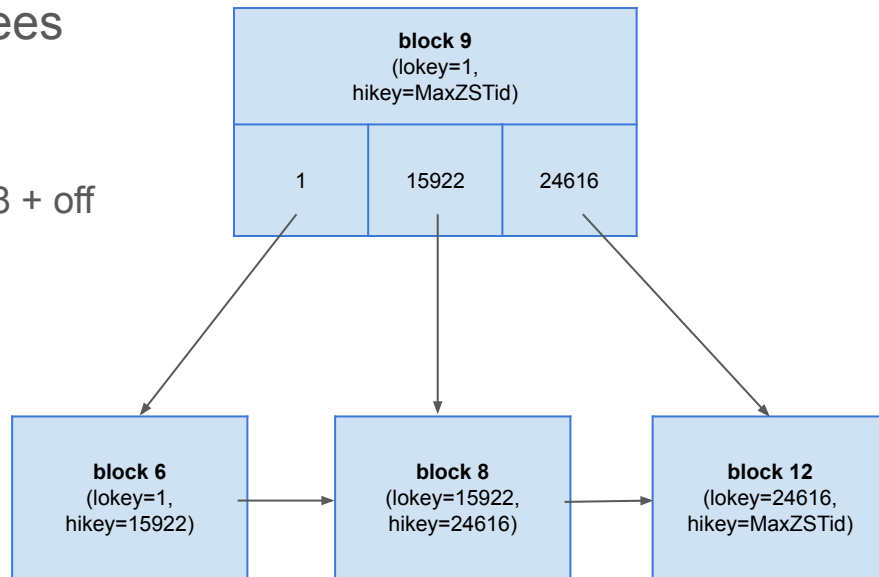 ees
block 9
(lokey=1,
hikey=MaxZSTid)
1 15922 24616
3 + off
block 6
(lokey=1,
hikey=15922)
block 8
(lokey=15922,
hikey=24616)
block 12
(lokey=24616,
hikey=MaxZSTid)